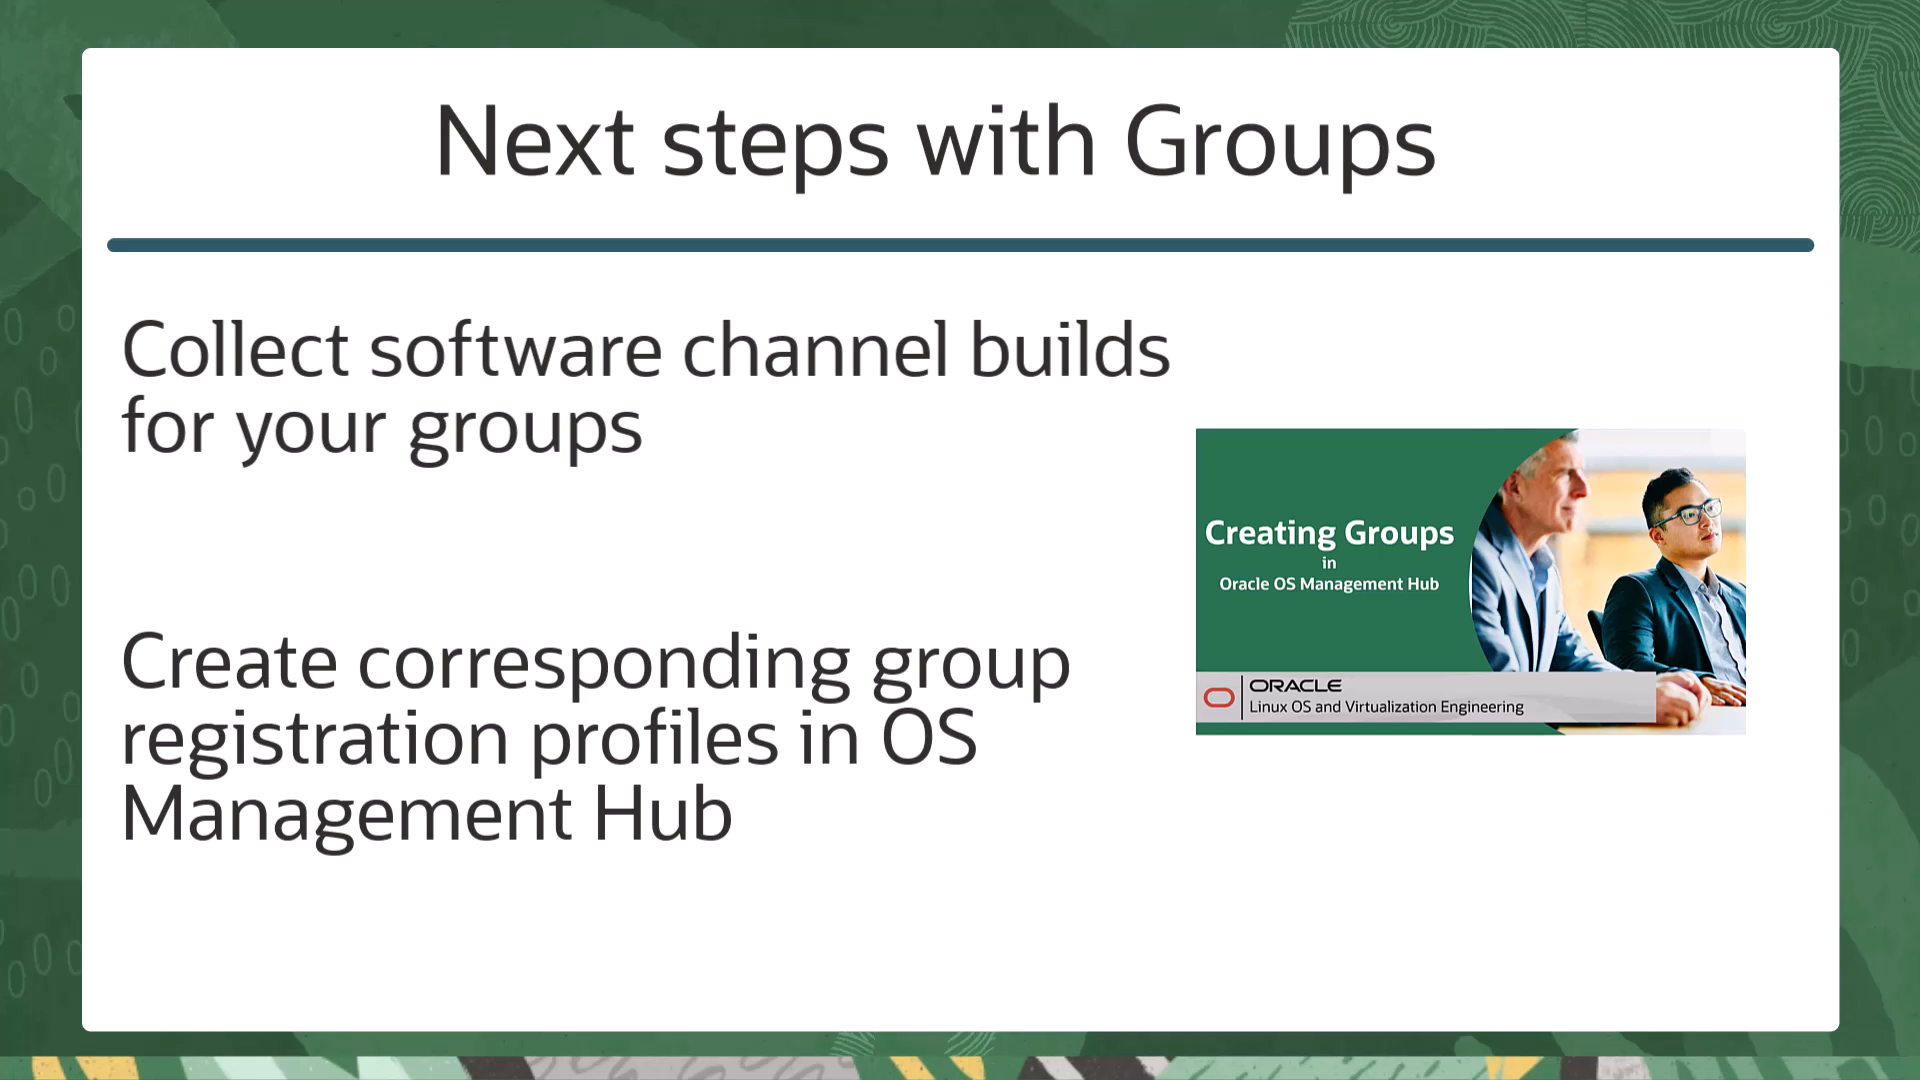 Next steps with Groups
Collect software channel builds
for your groups
Create corresponding group
registration profiles in OS
Management Hub
Creating Groups
in
Oracle OS Management Hub
ORACLE
Linux OS and Virtualization Engineering